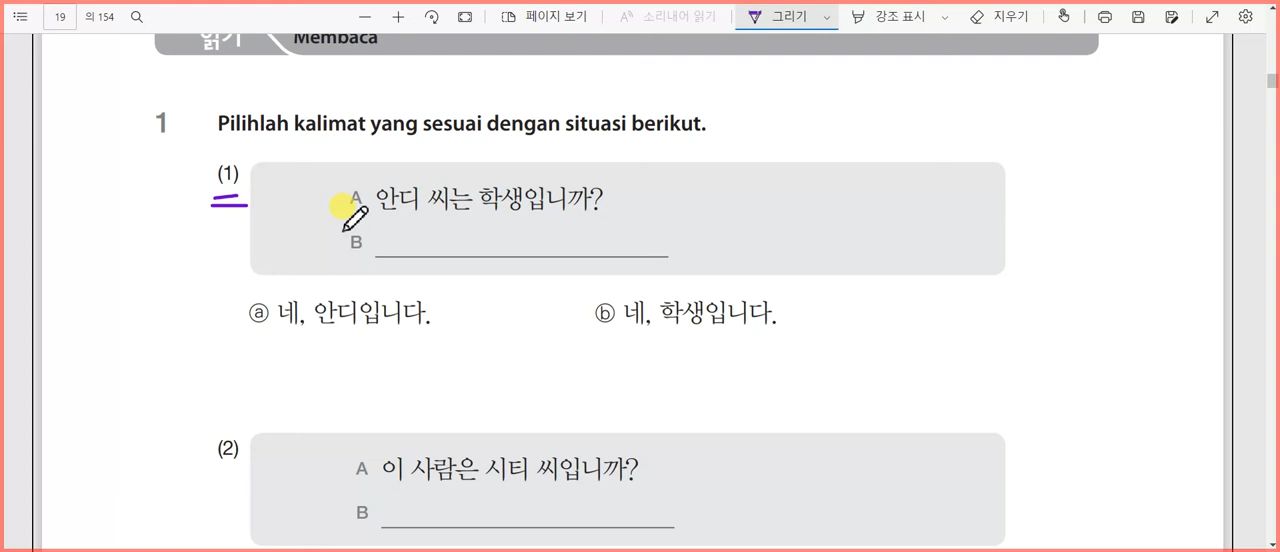 19 의 154 페이지 보기 소리내어 읽기 그리기 강조 표시 지우기
읽기 Membaca
1 Pilihlah kalimat yang sesuai dengan situasi berikut.
(1)
A 안디 씨는 학생입니까?
B
ⓐ 네, 안디입니다. ⓑ 네, 학생입니다.
(2)
A 이 사람은 시티 씨입니까?
B